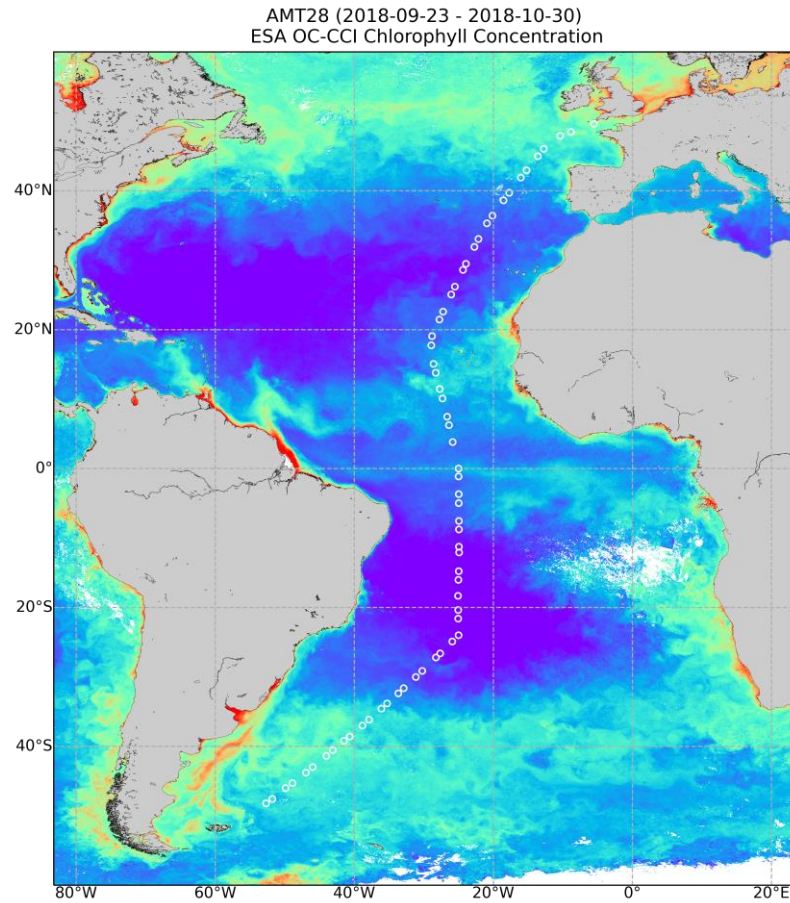 AMT28 (2018-09-23 - 2018-10-30)
ESA OC-CCI Chlorophyll Concentration
40°N
20°N
0°
20°S
40°S
80°W
60°W
40°W
20°W
0°
20°E